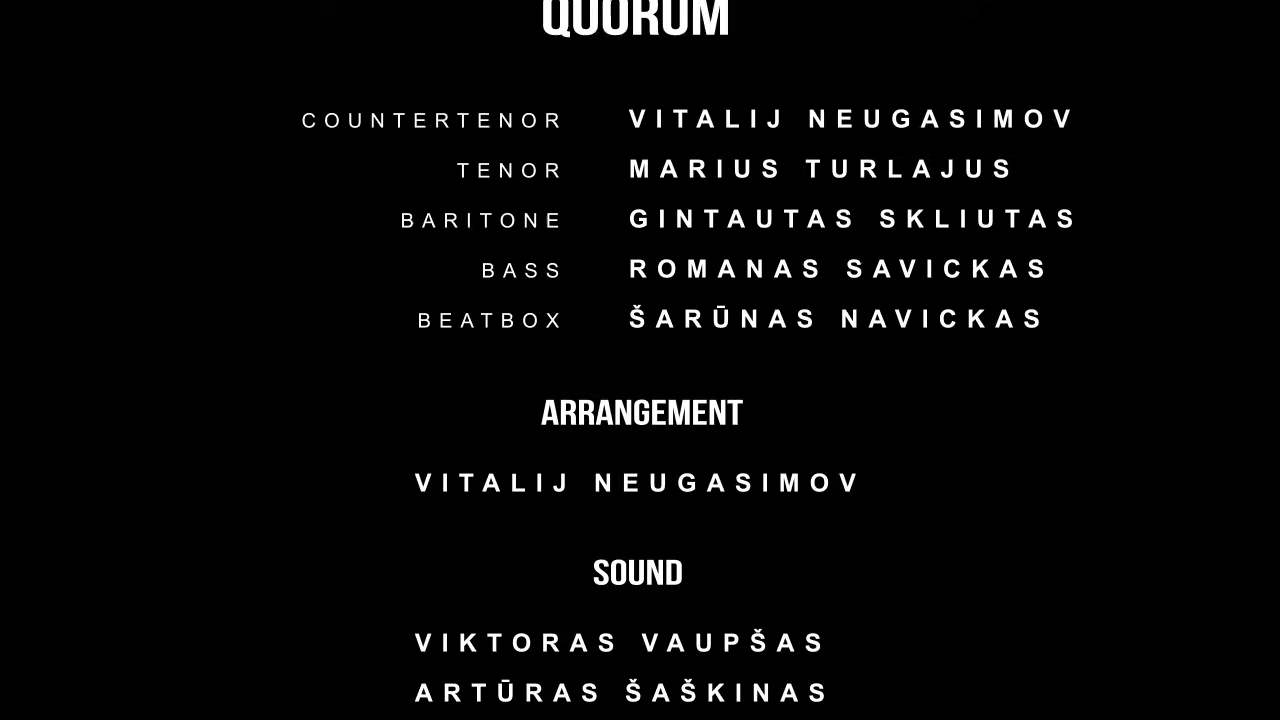 QUORUM
COUNTERTENOR VITALIJ NEUGASIMOV
TENOR MARIUS TURLAJUS
BARITONE GINTAUTAS SKLIUTAS
BASS ROMANAS SAVICKAS
BEATBOX ŠARŪNAS NAVICKAS
ARRANGEMENT
VITALIJ NEUGASIMOV
SOUND
VIKTORAS VAUPŠAS
ARTŪRAS ŠAŠKINAS